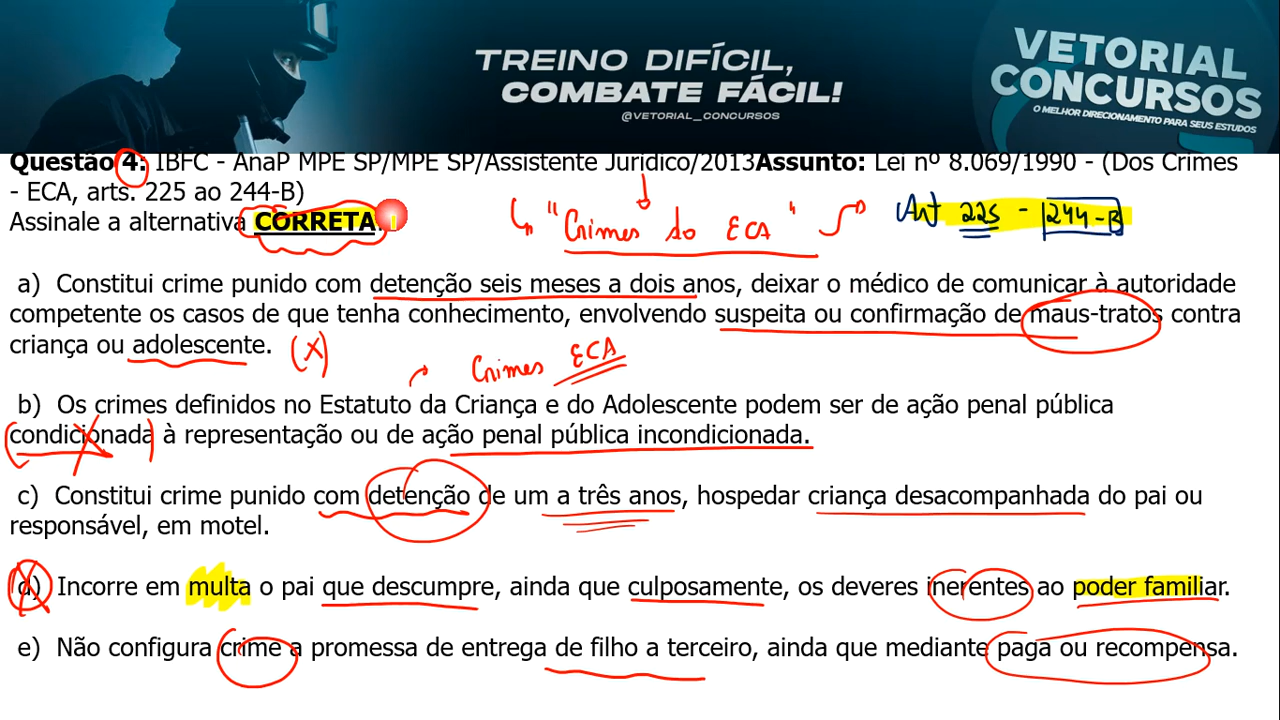 TREINO DIFÍCIL,
COMBATE FÁCIL!
@VETORIAL_CONCURSOS
VETORIAL
CONCURSOS
O MELHOR DIRECIONAMENTO PARA SEUS ESTUDOS
Questão 4: IBFC - AnaP MPE SP/MPE SP/Assistente Jurídico/2013Assunto: Lei nº 8.069/1990 - (Dos Crimes
- ECA, arts. 225 ao 244-B)
Assinale a alternativa CORRETA.
"Crimes do ECA"
Art 225 - 244-B
a) Constitui crime punido com detenção seis meses a dois anos, deixar o médico de comunicar à autoridade
competente os casos de que tenha conhecimento, envolvendo suspeita ou confirmação de maus-tratos contra
criança ou adolescente. (X)
Crimes ECA
b) Os crimes definidos no Estatuto da Criança e do Adolescente podem ser de ação penal pública
condicionada à representação ou de ação penal pública incondicionada.
c) Constitui crime punido com detenção de um a três anos, hospedar criança desacompanhada do pai ou
responsável, em motel.
d) Incorre em multa o pai que descumpre, ainda que culposamente, os deveres inerentes ao poder familiar.
e) Não configura crime a promessa de entrega de filho a terceiro, ainda que mediante paga ou recompensa.